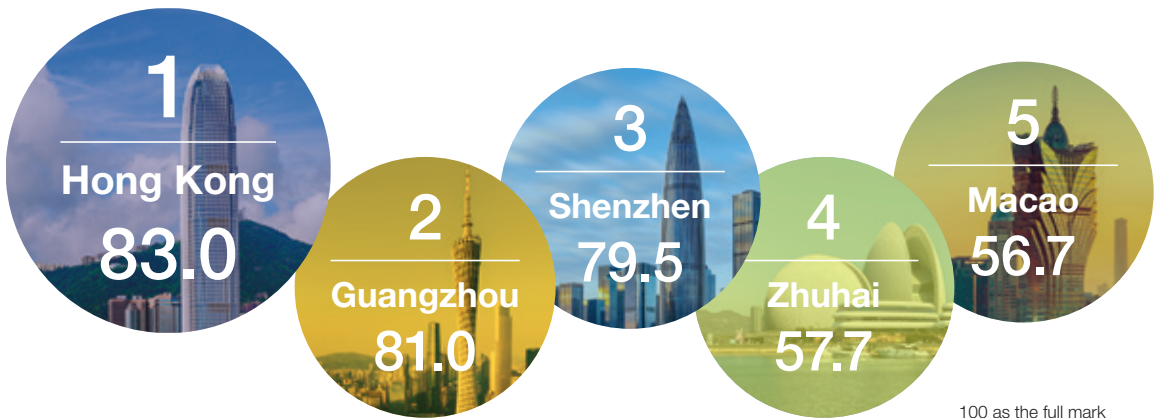 1
Hong Kong
83.0
2
Guangzhou
81.0
3
Shenzhen
79.5
4
Zhuhai
57.7
5
Macao
56.7
100 as the full mark